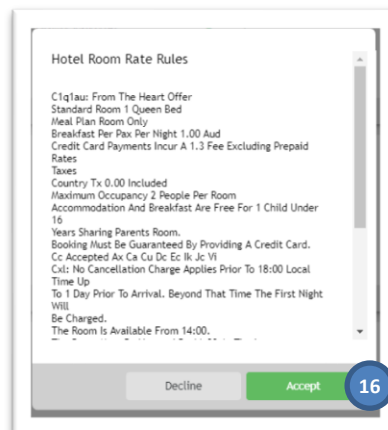 Hotel Room Rate Rules
C1q1au: From The Heart Offer
Standard Room 1 Queen Bed
Meal Plan Room Only
Breakfast Per Pax Per Night 1.00 Aud
Credit Card Payments Incur A 1.3 Fee Excluding Prepaid
Rates
Taxes
Country Tx 0.00 Included
Maximum Occupancy 2 People Per Room
Accommodation And Breakfast Are Free For 1 Child Under
16
Years Sharing Parents Room.
Booking Must Be Guaranteed By Providing A Credit Card.
Cc Accepted Ax Ca Cu Dc Ec Ik Jc Vi
Cxl: No Cancellation Charge Applies Prior To 18:00 Local
Time Up
To 1 Day Prior To Arrival. Beyond That Time The First Night
Will
Be Charged.
The Room Is Available From 14:00.
Decline
Accept
16